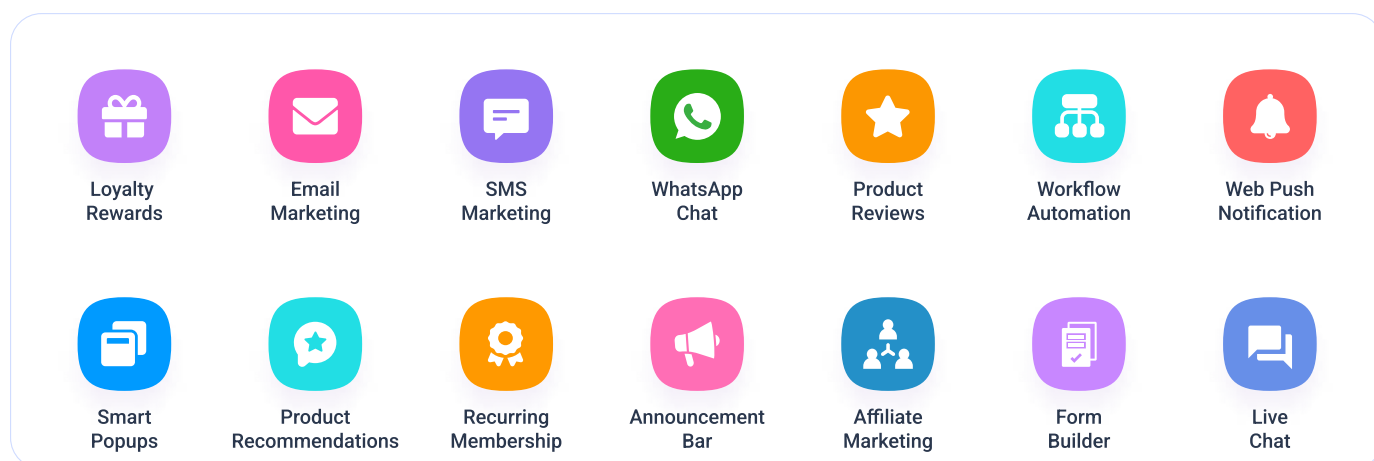 Loyalty
Rewards
Email
Marketing
SMS
Marketing
WhatsApp
Chat
Product
Reviews
Workflow
Automation
Web Push
Notification
Smart
Popups
Product
Recommendations
Recurring
Membership
Announcement
Bar
Affiliate
Marketing
Form
Builder
Live
Chat